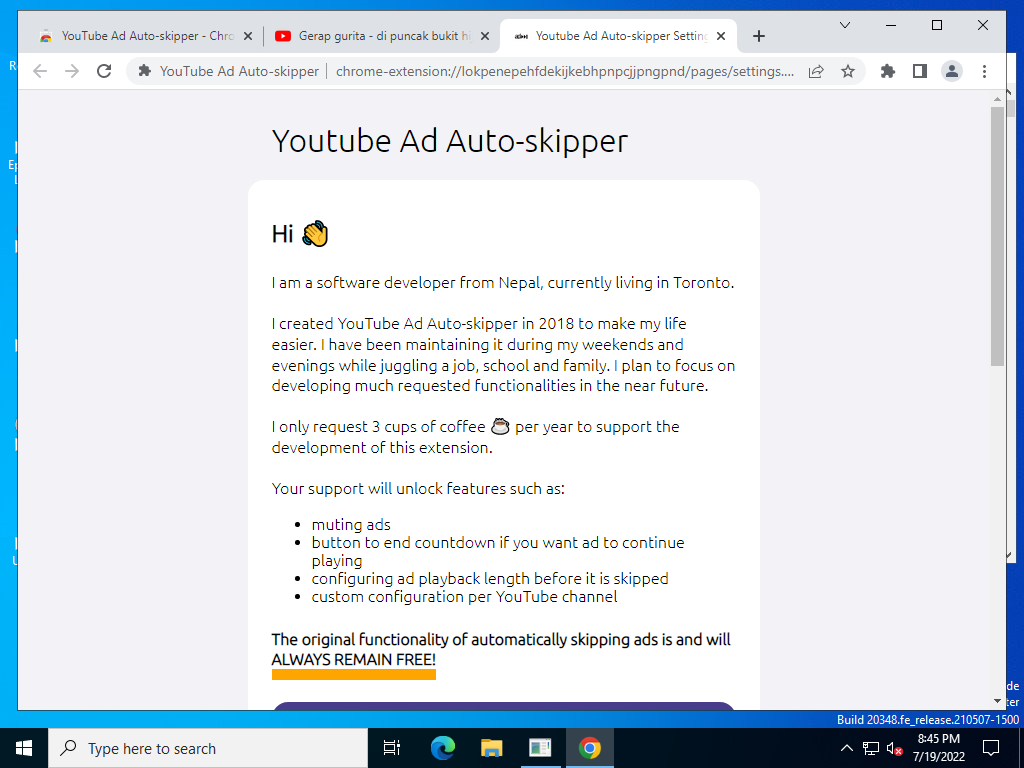 YouTube Ad Auto-skipper - Chro
Gerap gurita - di puncak bukit hi
Youtube Ad Auto-skipper Setting
YouTube Ad Auto-skipper
chrome-extension://lokpenepehfdekijkebhpnpcjjpngpnd/pages/settings....
Youtube Ad Auto-skipper
Hi 👋
I am a software developer from Nepal, currently living in Toronto.
I created YouTube Ad Auto-skipper in 2018 to make my life
easier. I have been maintaining it during my weekends and
evenings while juggling a job, school and family. I plan to focus on
developing much requested functionalities in the near future.
I only request 3 cups of coffee ☕ per year to support the
development of this extension.
Your support will unlock features such as:
• muting ads
• button to end countdown if you want ad to continue
playing
• configuring ad playback length before it is skipped
• custom configuration per YouTube channel
The original functionality of automatically skipping ads is and will
ALWAYS REMAIN FREE!
Build 20348.fe_release.210507-1500
Type here to search
8:45 PM
7/19/2022